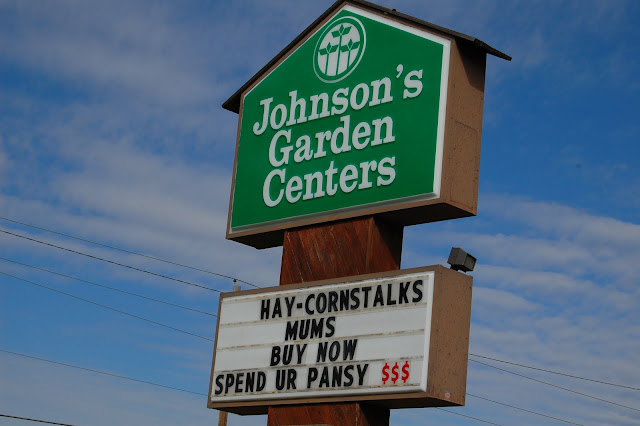 Johnson's
Garden
Centers
HAY-CORNSTALKS
MUMS
BUY NOW
SPEND UR PANSY $$$